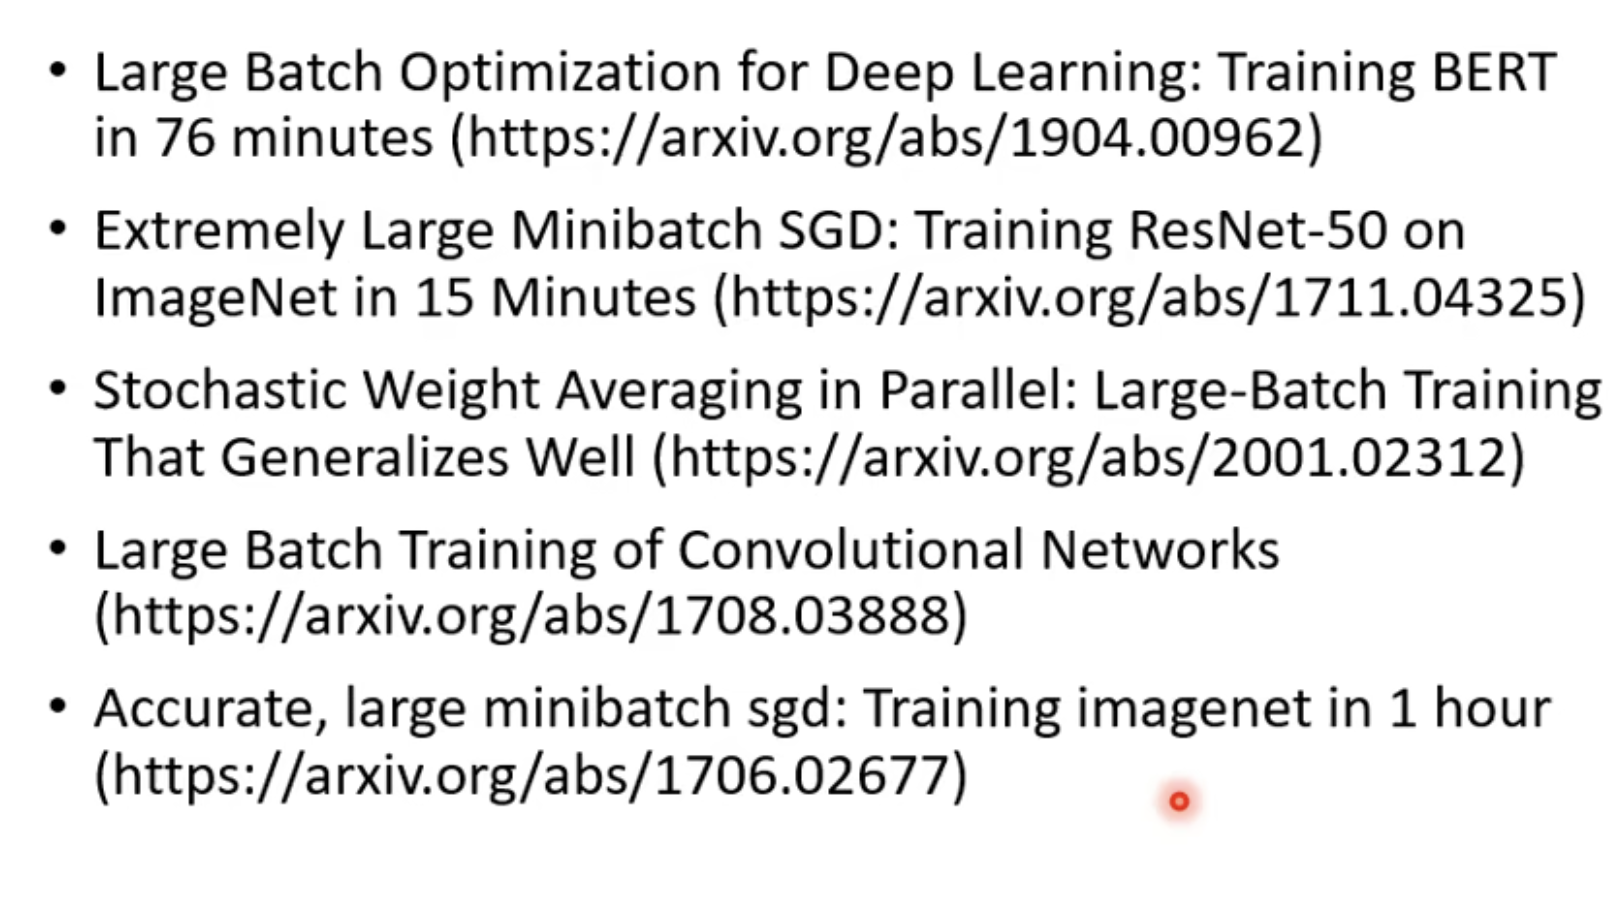 • Large Batch Optimization for Deep Learning: Training BERT
in 76 minutes (https://arxiv.org/abs/1904.00962)
• Extremely Large Minibatch SGD: Training ResNet-50 on
ImageNet in 15 Minutes (https://arxiv.org/abs/1711.04325)
• Stochastic Weight Averaging in Parallel: Large-Batch Training
That Generalizes Well (https://arxiv.org/abs/2001.02312)
• Large Batch Training of Convolutional Networks
(https://arxiv.org/abs/1708.03888)
• Accurate, large minibatch sgd: Training imagenet in 1 hour
(https://arxiv.org/abs/1706.02677)